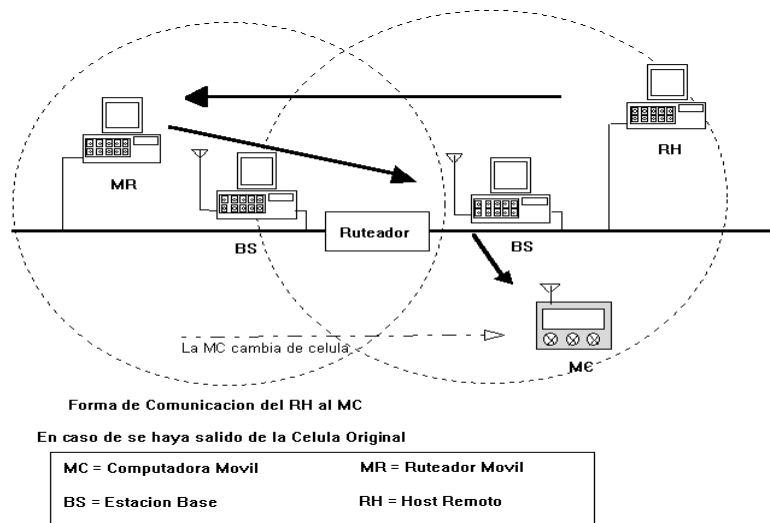 RH
MR
BS
Ruteador
BS
La MC cambia de celula
MC
Forma de Comunicacion del RH al MC
En caso de se haya salido de la Celula Original
MC = Computadora Movil
MR = Ruteador Movil
BS = Estacion Base
RH = Host Remoto